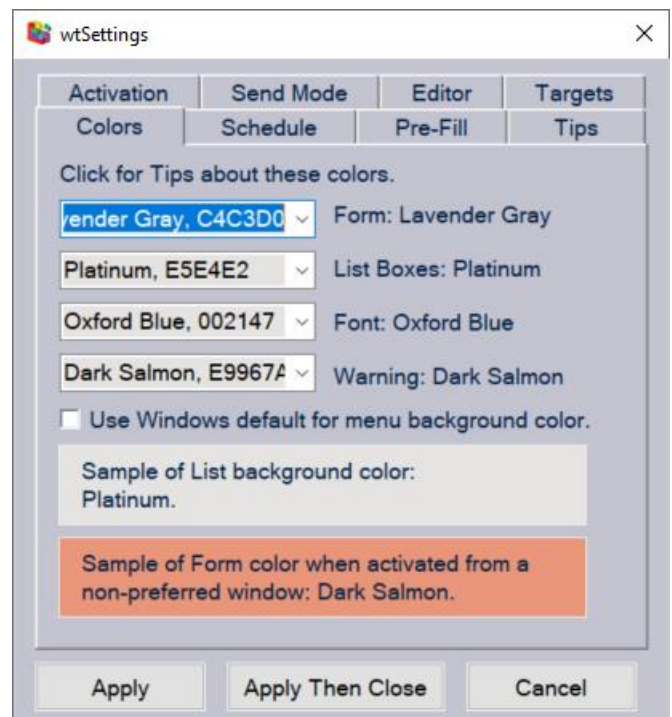 wtSettings
Activation Send Mode Editor Targets
Colors Schedule Pre-Fill Tips
Click for Tips about these colors.
vender Gray, C4C3D0 Form: Lavender Gray
Platinum, E5E4E2 List Boxes: Platinum
Oxford Blue, 002147 Font: Oxford Blue
Dark Salmon, E9967A Warning: Dark Salmon
Use Windows default for menu background color.
Sample of List background color:
Platinum.
Sample of Form color when activated from a
non-preferred window: Dark Salmon.
Apply Apply Then Close Cancel